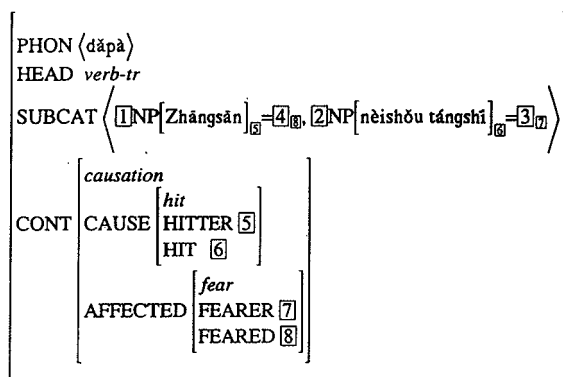 PHON ⟨dǎpà⟩
HEAD verb-tr
SUBCAT ⟨[1]NP[Zhāngsān][5]=[4][8], [2]NP[nèishǒu tángshī][6]=[3][7]⟩
causation
hit
CONT CAUSE HITTER [5]
HIT [6]
fear
AFFECTED FEARER [7]
FEARED [8]